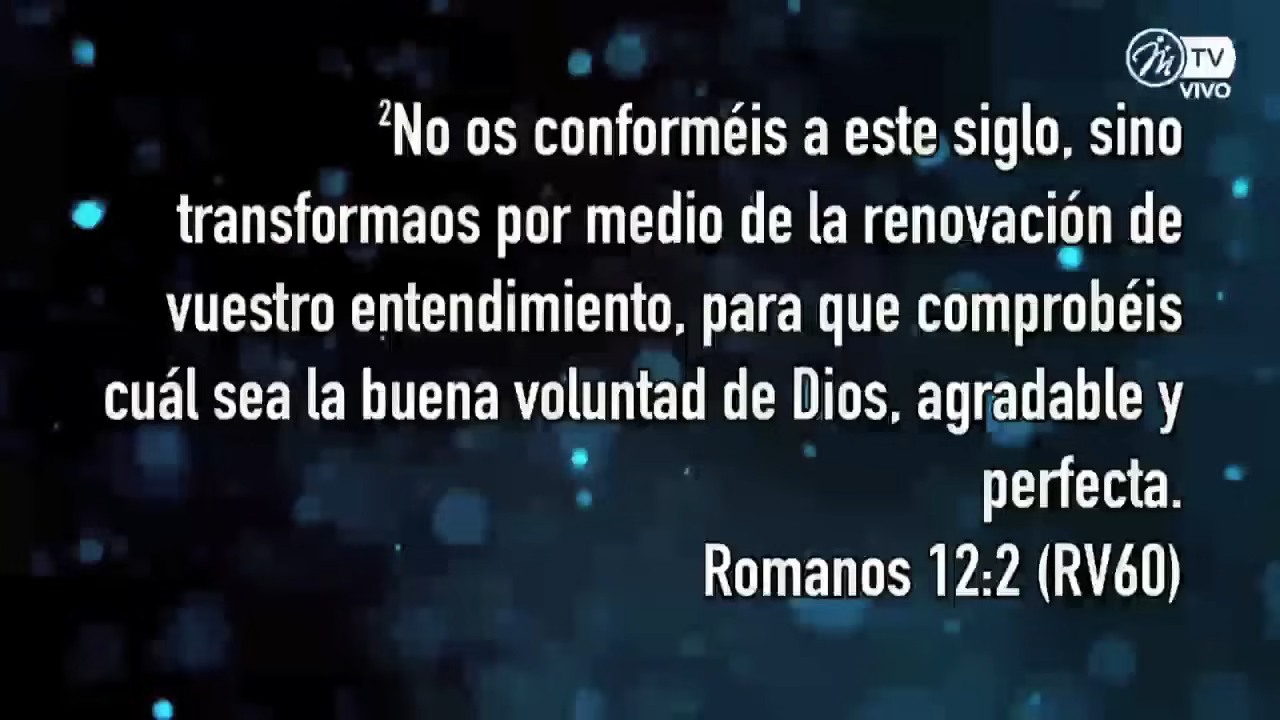 TV
VIVO
²No os conforméis a este siglo, sino
transformaos por medio de la renovación de
vuestro entendimiento, para que comprobéis
cuál sea la buena voluntad de Dios, agradable y
perfecta.
Romanos 12:2 (RV60)